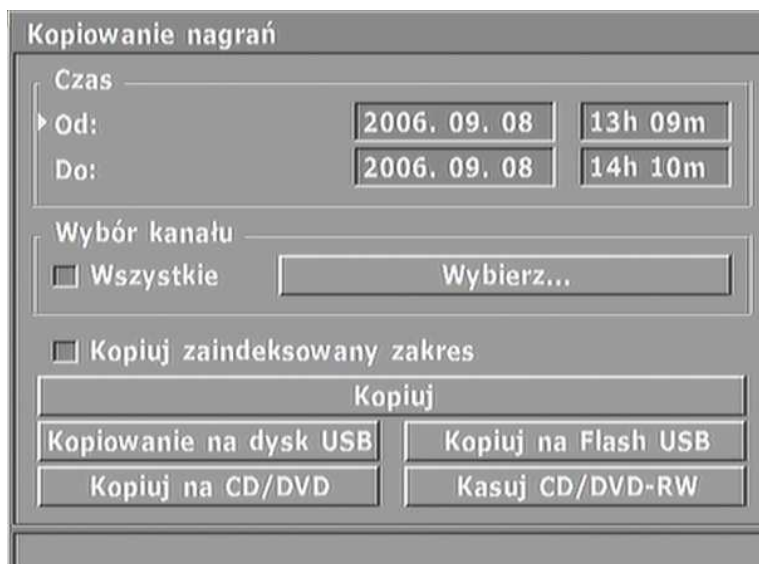 Kopiowanie nagrań
Czas
Od: 2006. 09. 08 13h 09m
Do: 2006. 09. 08 14h 10m
Wybór kanału
Wszystkie Wybierz...
Kopiuj zaindeksowany zakres
Kopiuj
Kopiowanie na dysk USB Kopiuj na Flash USB
Kopiuj na CD/DVD Kasuj CD/DVD-RW